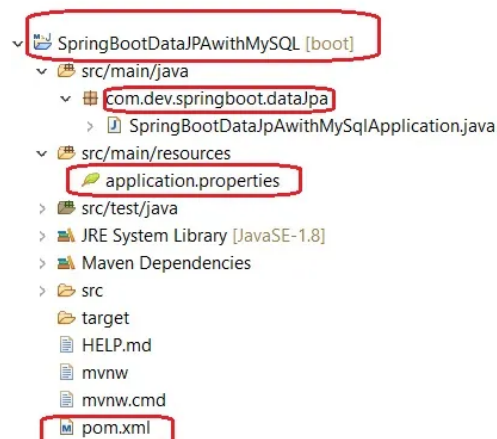 SpringBootDataJPAwithMySQL [boot]
src/main/java
com.dev.springboot.dataJpa
SpringBootDataJpAwithMySqlApplication.java
src/main/resources
application.properties
src/test/java
JRE System Library [JavaSE-1.8]
Maven Dependencies
src
target
HELP.md
mvnw
mvnw.cmd
pom.xml